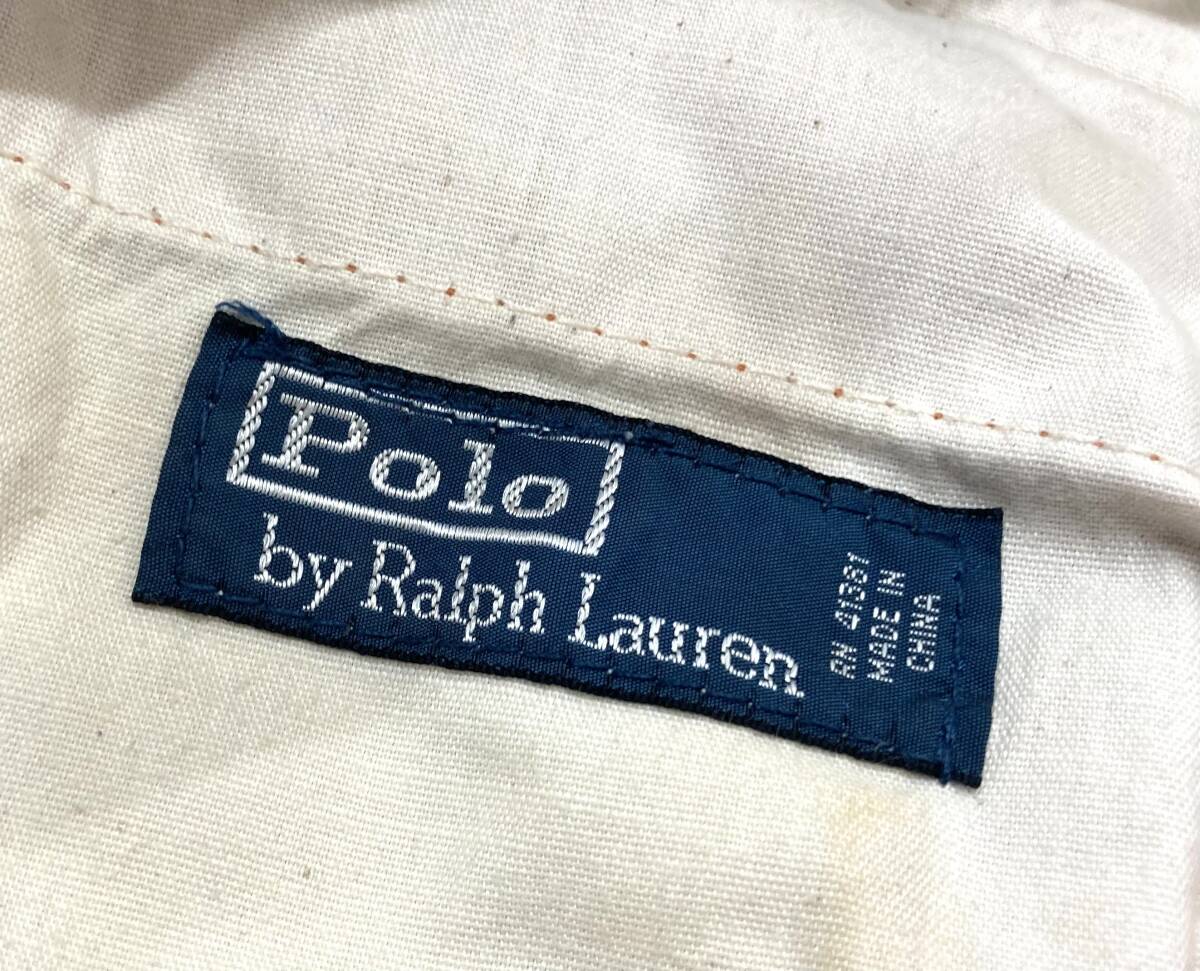 Polo
by Ralph Lauren
RN 41381
MADE IN
CHINA